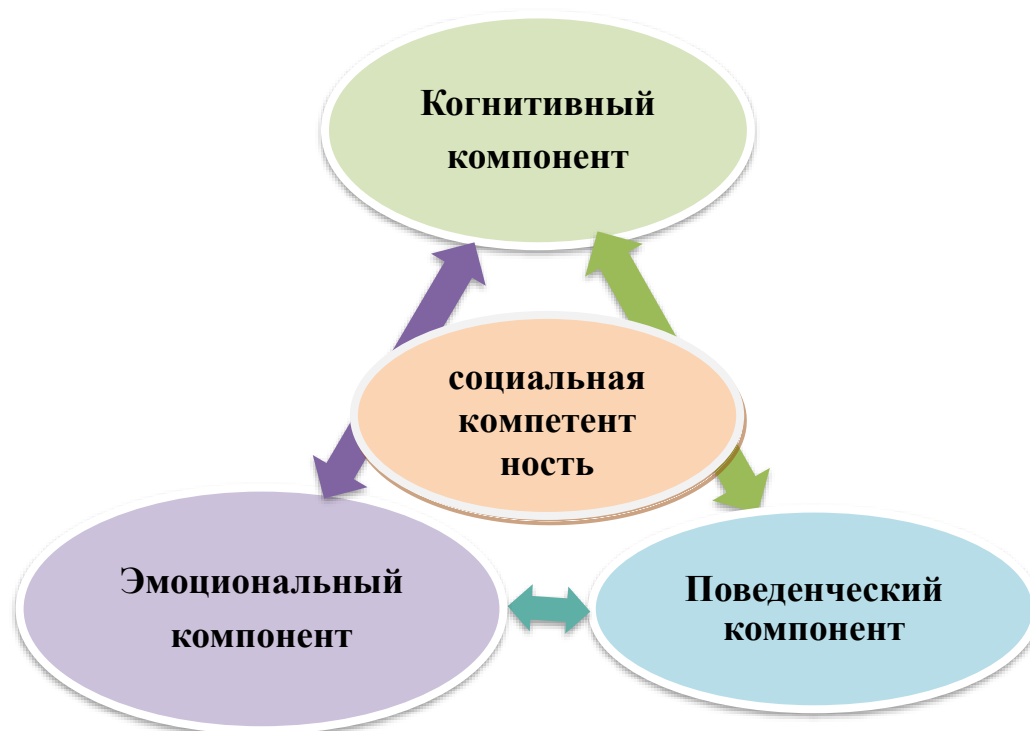 Когнитивный
компонент
социальная
компетент
ность
Эмоциональный
компонент
Поведенческий
компонент